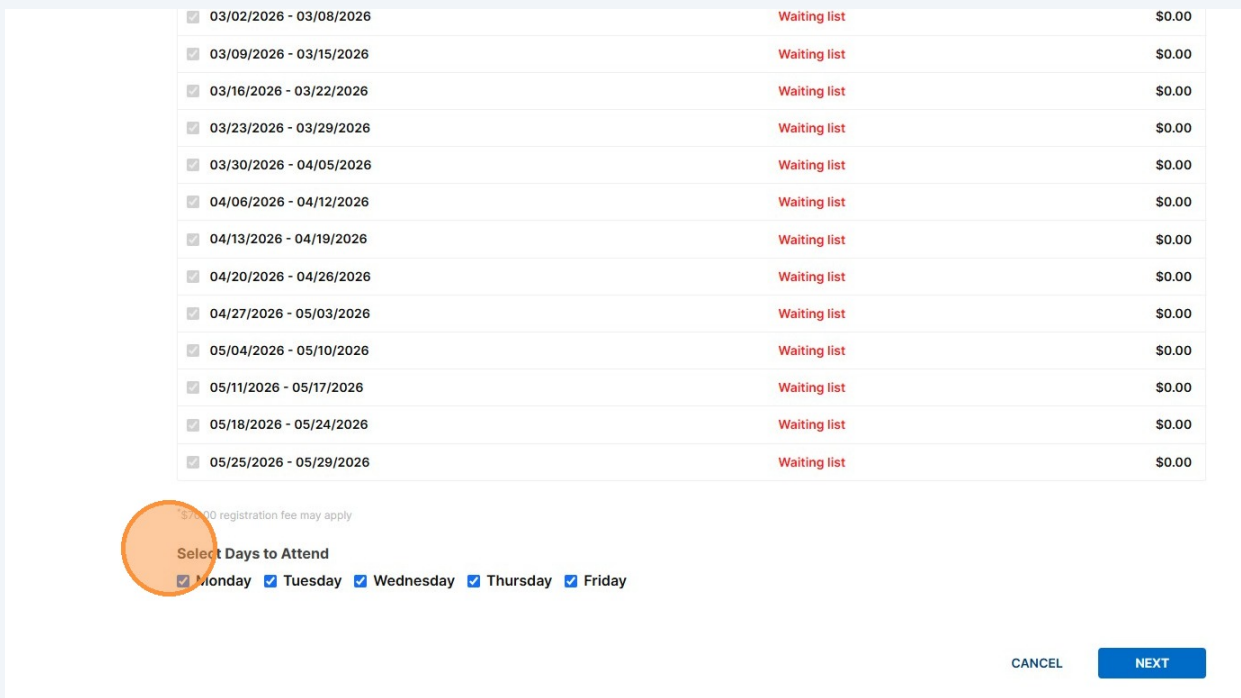 03/02/2026 - 03/08/2026 Waiting list $0.00
03/09/2026 - 03/15/2026 Waiting list $0.00
03/16/2026 - 03/22/2026 Waiting list $0.00
03/23/2026 - 03/29/2026 Waiting list $0.00
03/30/2026 - 04/05/2026 Waiting list $0.00
04/06/2026 - 04/12/2026 Waiting list $0.00
04/13/2026 - 04/19/2026 Waiting list $0.00
04/20/2026 - 04/26/2026 Waiting list $0.00
04/27/2026 - 05/03/2026 Waiting list $0.00
05/04/2026 - 05/10/2026 Waiting list $0.00
05/11/2026 - 05/17/2026 Waiting list $0.00
05/18/2026 - 05/24/2026 Waiting list $0.00
05/25/2026 - 05/29/2026 Waiting list $0.00
registration fee may apply
Select Days to Attend
Monday Tuesday Wednesday Thursday Friday
CANCEL NEXT